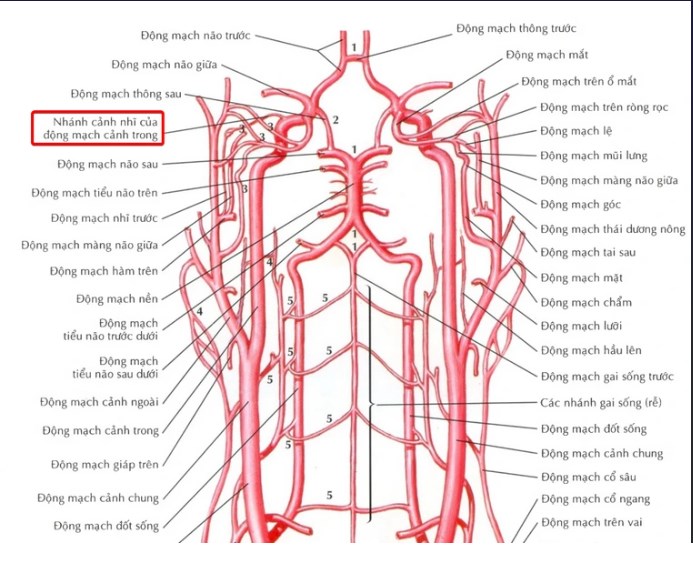 Động mạch não trước
Động mạch não giữa
Động mạch thông sau
Nhánh cảnh nhĩ của
động mạch cảnh trong
Động mạch não sau
Động mạch tiểu não trên
Động mạch nhĩ trước
Động mạch màng não giữa
Động mạch hàm trên
Động mạch nền
Động mạch
tiểu não trước dưới
Động mạch
tiểu não sau dưới
Động mạch cảnh ngoài
Động mạch cảnh trong
Động mạch giáp trên
Động mạch cảnh chung
Động mạch đốt sống
1
2
3
3
3
3
1
1
1
4
4
5
5
5
5
5
5
5
5
Động mạch thông trước
Động mạch mắt
Động mạch trên ổ mắt
Động mạch trên ròng rọc
Động mạch lệ
Động mạch mũi lưng
Động mạch màng não giữa
Động mạch góc
Động mạch thái dương nông
Động mạch tai sau
Động mạch mặt
Động mạch chẩm
Động mạch lưỡi
Động mạch hầu lên
Động mạch gai sống trước
Các nhánh gai sống (rễ)
Động mạch đốt sống
Động mạch cảnh chung
Động mạch cổ sâu
Động mạch cổ ngang
Động mạch trên vai